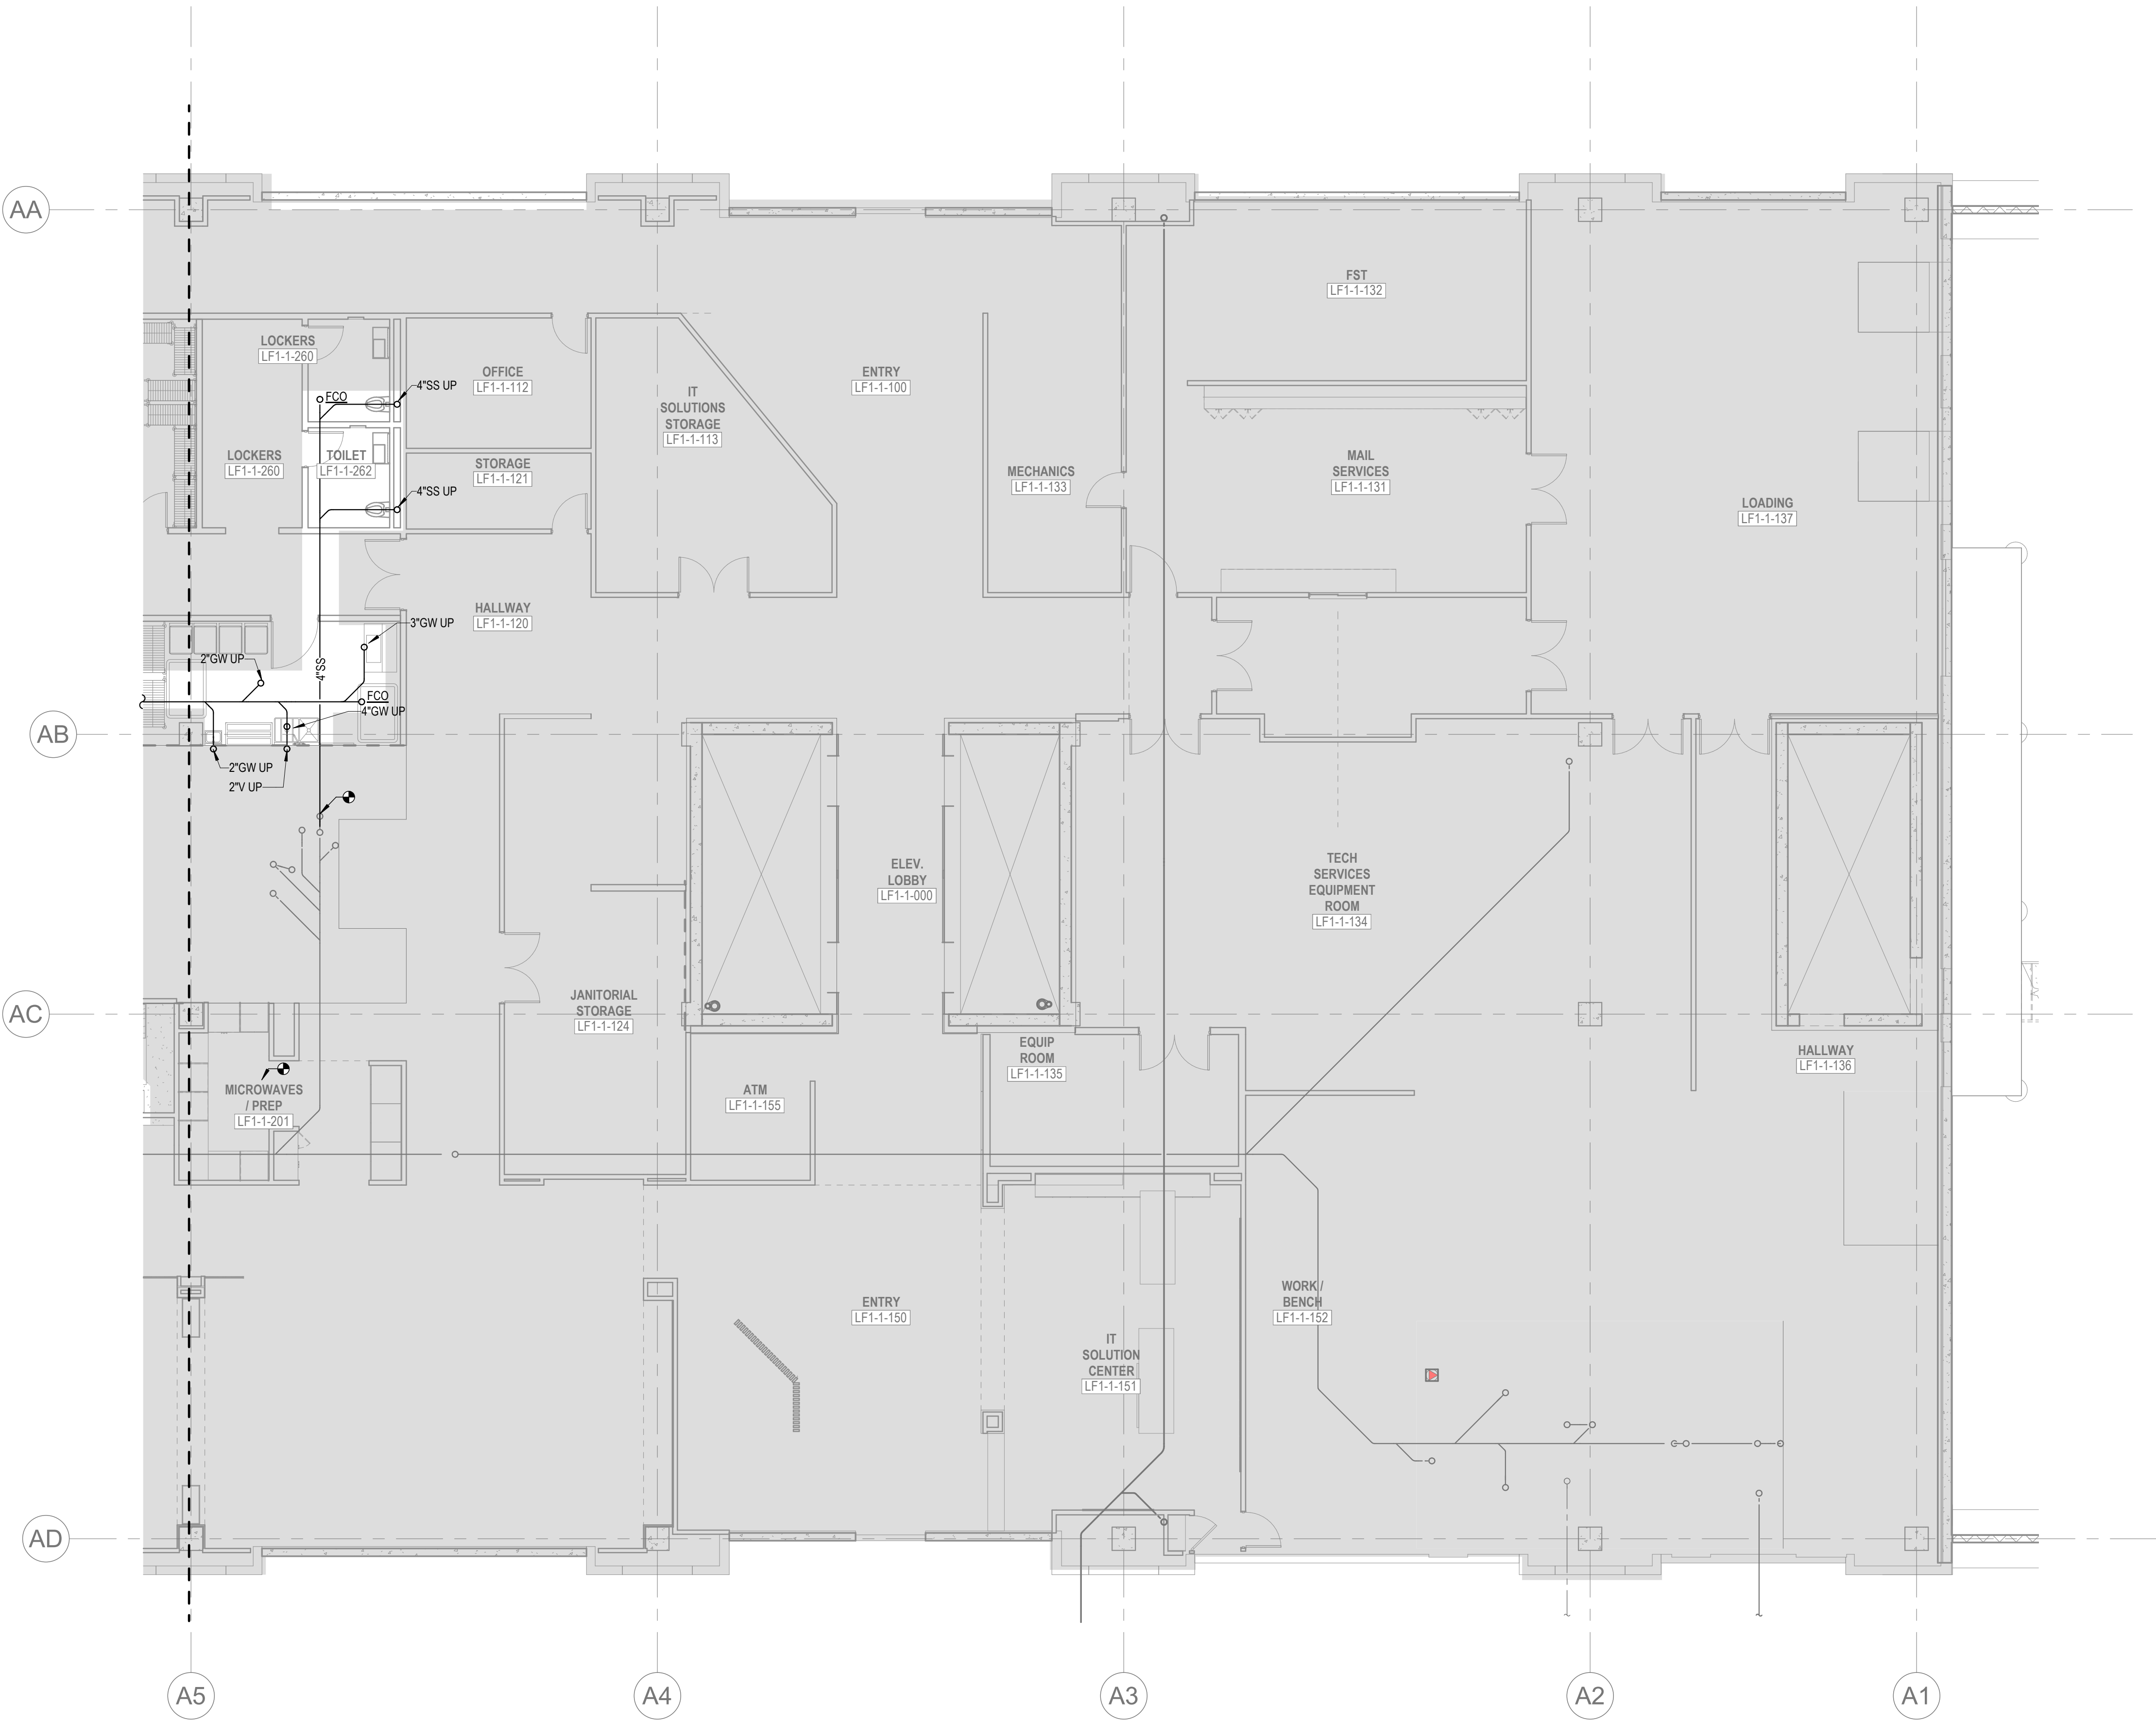 AA
FST
LF1-1-132
LOCKERS
LF1-1-260
OFFICE
LF1-1-112
ENTRY
LF1-1-100
4"SS UP
FCO
IT
SOLUTIONS
STORAGE
LF1-1-113
LOCKERS
LF1-1-260
TOILET
LF1-1-262
STORAGE
LF1-1-121
MECHANICS
LF1-1-133
MAIL
SERVICES
LF1-1-131
4"SS UP
LOADING
LF1-1-137
HALLWAY
LF1-1-120
3"GW UP
2"GW UP
4"SS
FCO
4"GW UP
AB
2"GW UP
2"V UP
ELEV.
LOBBY
LF1-1-000
TECH
SERVICES
EQUIPMENT
ROOM
LF1-1-134
AC
JANITORIAL
STORAGE
LF1-1-124
EQUIP
ROOM
LF1-1-135
HALLWAY
LF1-1-136
MICROWAVES
/ PREP
LF1-1-201
ATM
LF1-1-155
ENTRY
LF1-1-150
WORK /
BENCH
LF1-1-152
IT
SOLUTION
CENTER
LF1-1-151
AD
A5
A4
A3
A2
A1